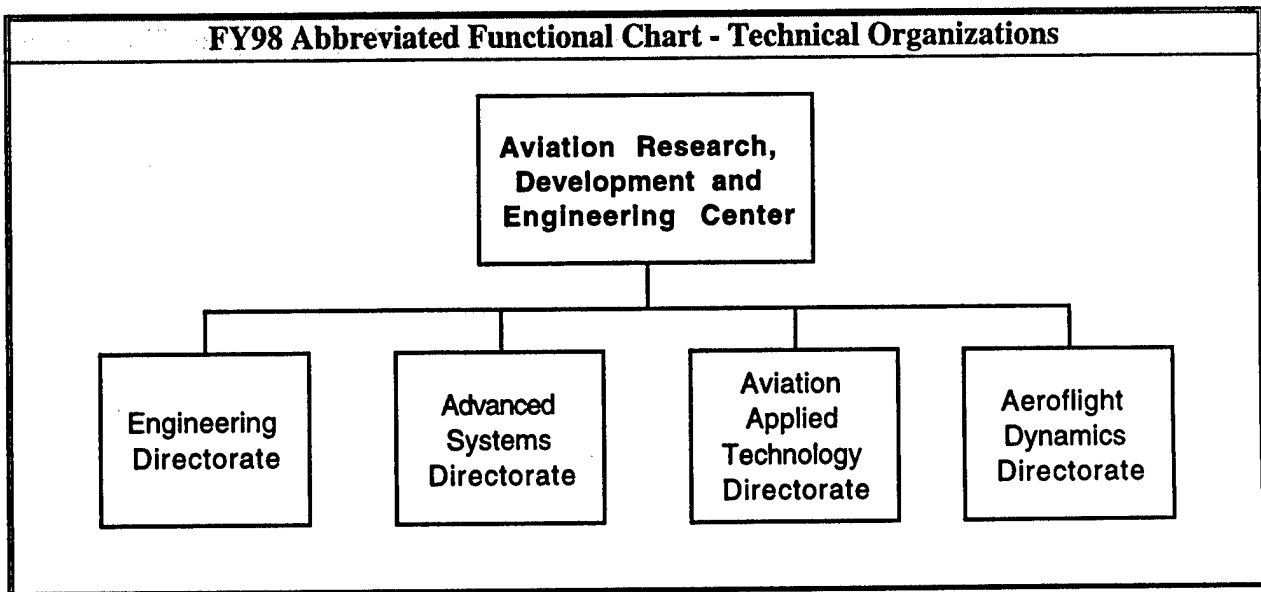 FY98 Abbreviated Functional Chart - Technical Organizations
Aviation Research,
Development and
Engineering Center
Engineering
Directorate
Advanced
Systems
Directorate
Aviation
Applied
Technology
Directorate
Aeroflight
Dynamics
Directorate